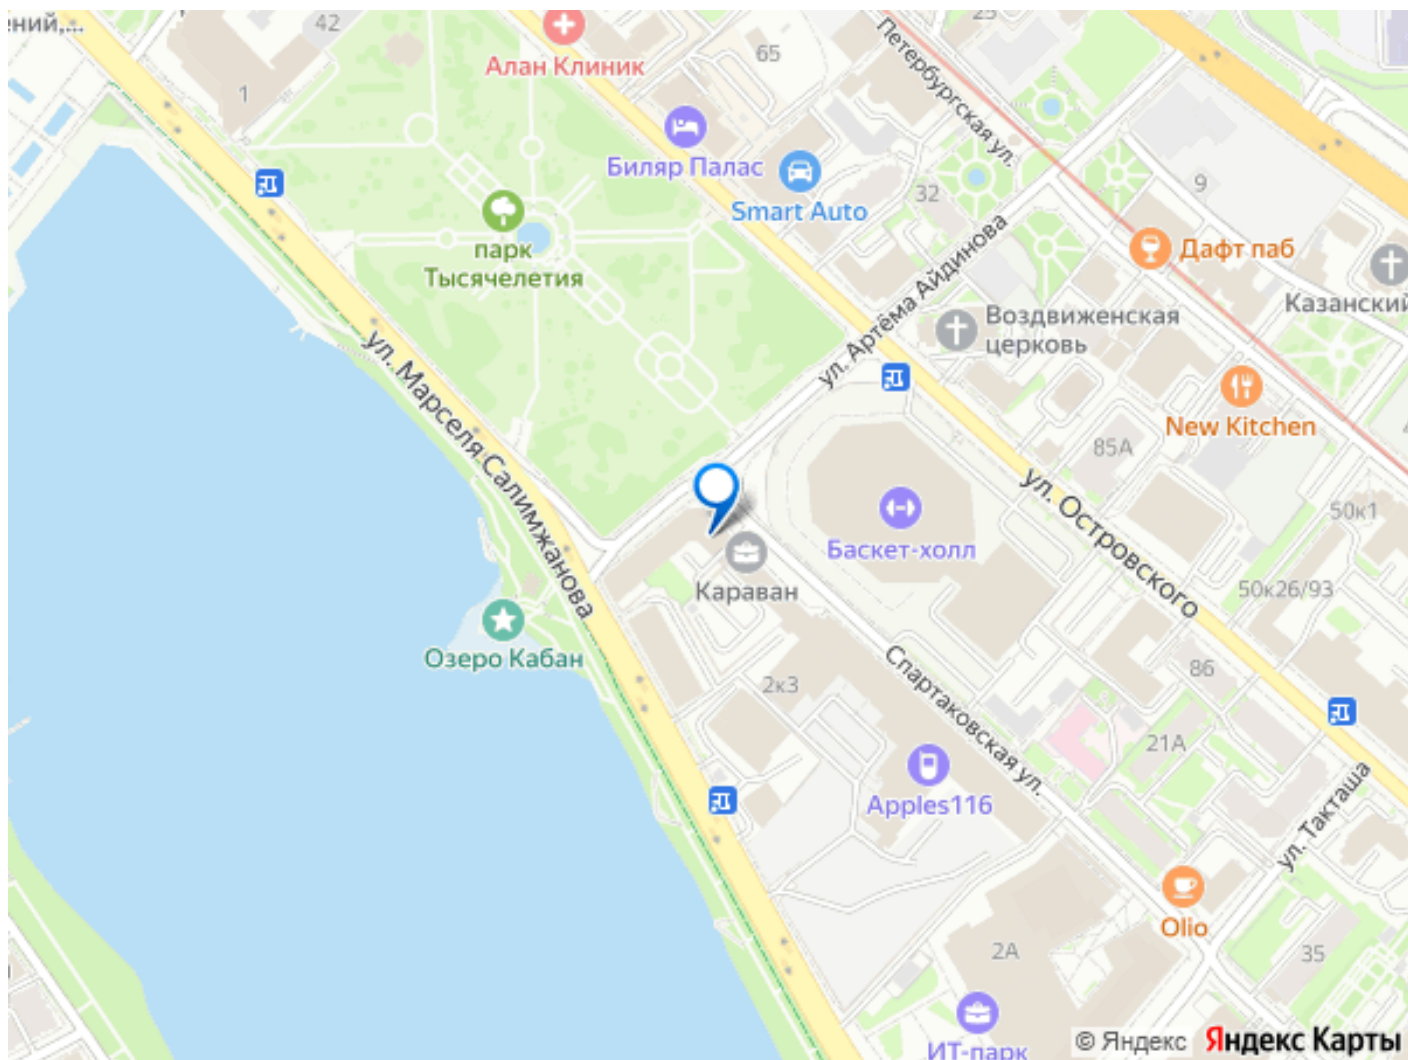 ний,...
42
25
65
Алан Клиник
Петербургская ул.
1
Биляр Палас
Smart Auto
32
9
парк
Тысячелетия
Дафт паб
Казанский
ул. Артёма Айдинова
Воздвиженская
церковь
ул. Марселя Салимжанова
New Kitchen
85А
ул. Островского
50к1
Баскет-холл
Караван
50к26/93
Озеро Кабан
2к3
Спартаковская ул.
86
21А
Apples116
ул. Такташа
Olio
2А
35
ИТ-парк
© Яндекс
Яндекс Карты